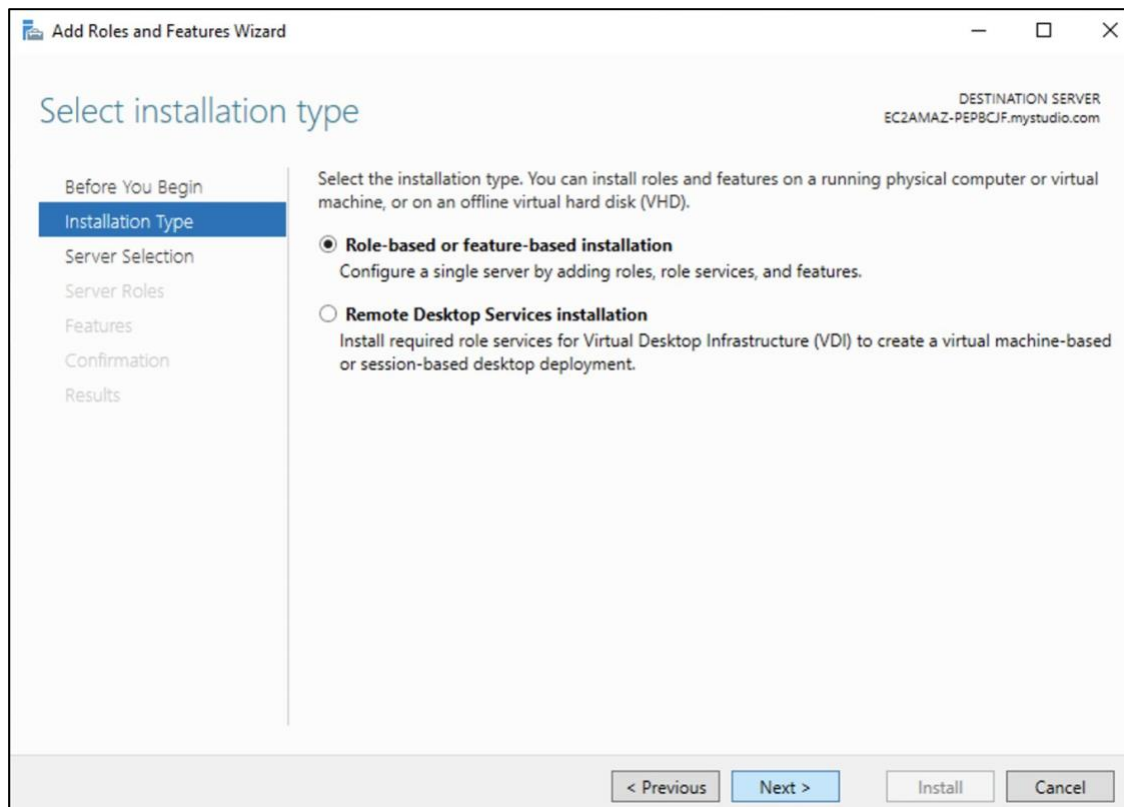 Add Roles and Features Wizard
Select installation type
DESTINATION SERVER
EC2AMAZ-PEPBCJF.mystudio.com
Before You Begin
Installation Type
Server Selection
Server Roles
Features
Confirmation
Results
Select the installation type. You can install roles and features on a running physical computer or virtual
machine, or on an offline virtual hard disk (VHD).
Role-based or feature-based installation
Configure a single server by adding roles, role services, and features.
Remote Desktop Services installation
Install required role services for Virtual Desktop Infrastructure (VDI) to create a virtual machine-based
or session-based desktop deployment.
< Previous
Next >
Install
Cancel